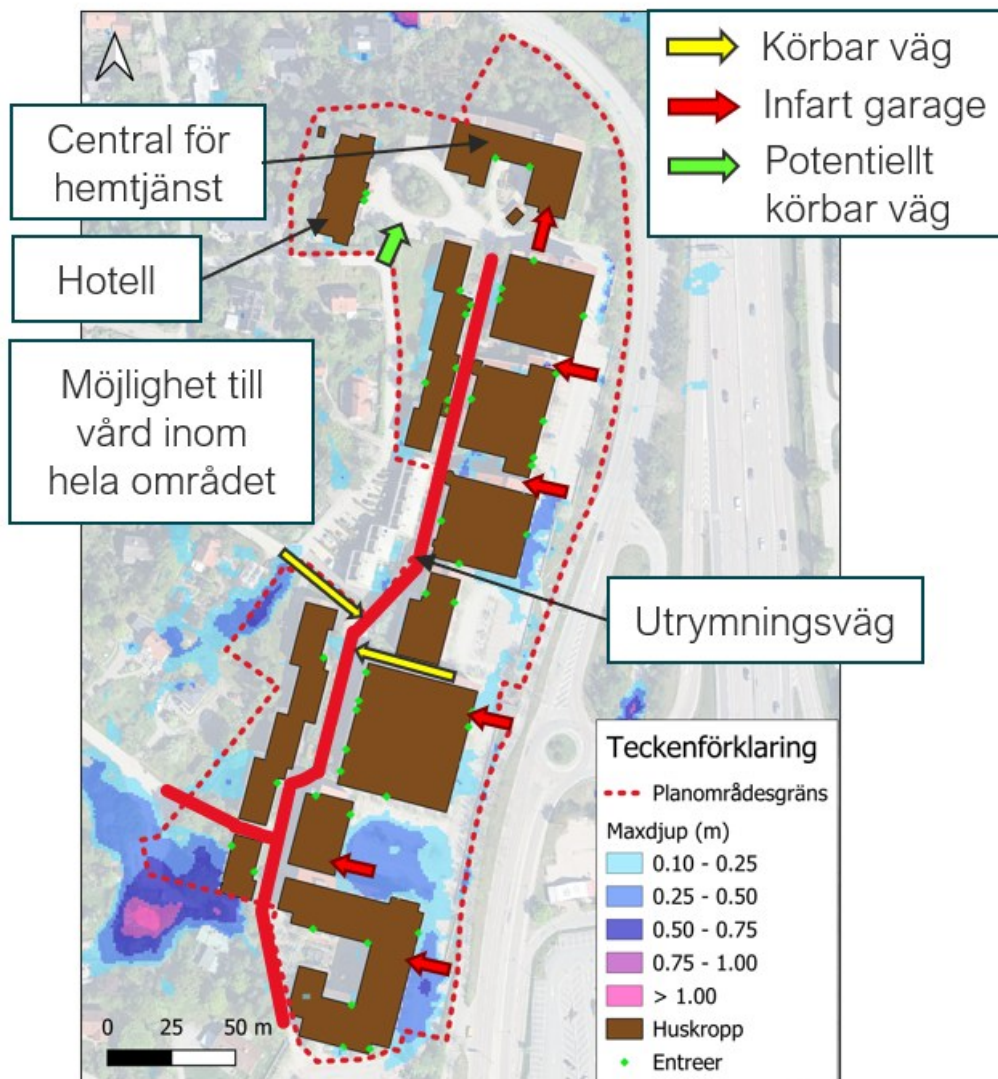 Körbar väg
Infart garage
Potentiellt
körbar väg
Central för
hemtjänst
Hotell
Möjlighet till
vård inom
hela området
Utrymningsväg
Teckenförklaring
Planområdesgräns
Maxdjup (m)
0.10 - 0.25
0.25 - 0.50
0.50 - 0.75
0.75 - 1.00
> 1.00
Huskropp
Entreer
0 25 50 m